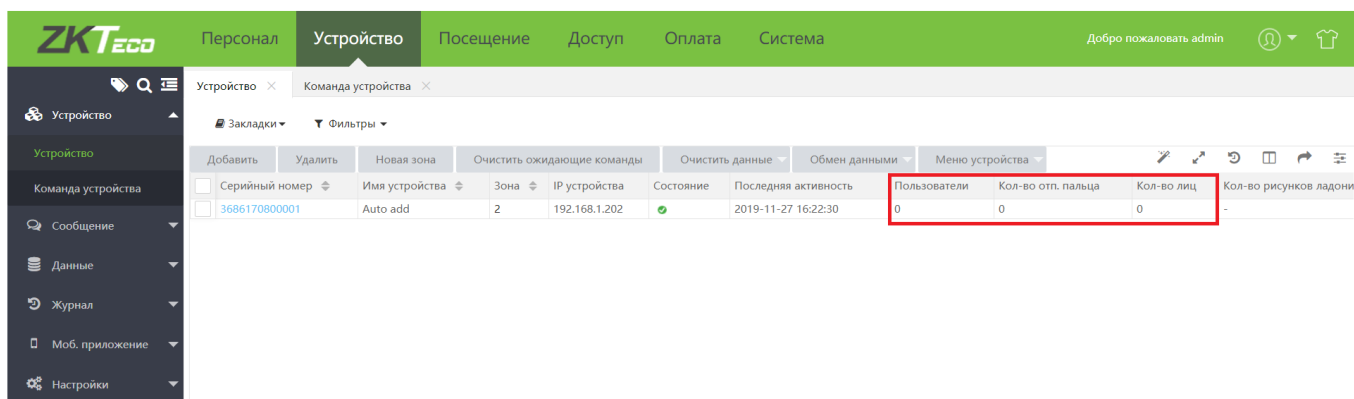 ZKTeco Персонал Устройство Посещение Доступ Оплата Система Добро пожаловать admin
Устройство Команда устройства
Устройство
Закладки Фильтры
Устройство
Добавить Удалить Новая зона Очистить ожидающие команды Очистить данные Обмен данными Меню устройства
Команда устройства
Серийный номер Имя устройства Зона IP устройства Состояние Последняя активность Пользователи Кол-во отп. пальца Кол-во лиц Кол-во рисунков ладони
3686170800001 Auto add 2 192.168.1.202 2019-11-27 16:22:30 0 0 0 -
Сообщение
Данные
Журнал
Моб. приложение
Настройки